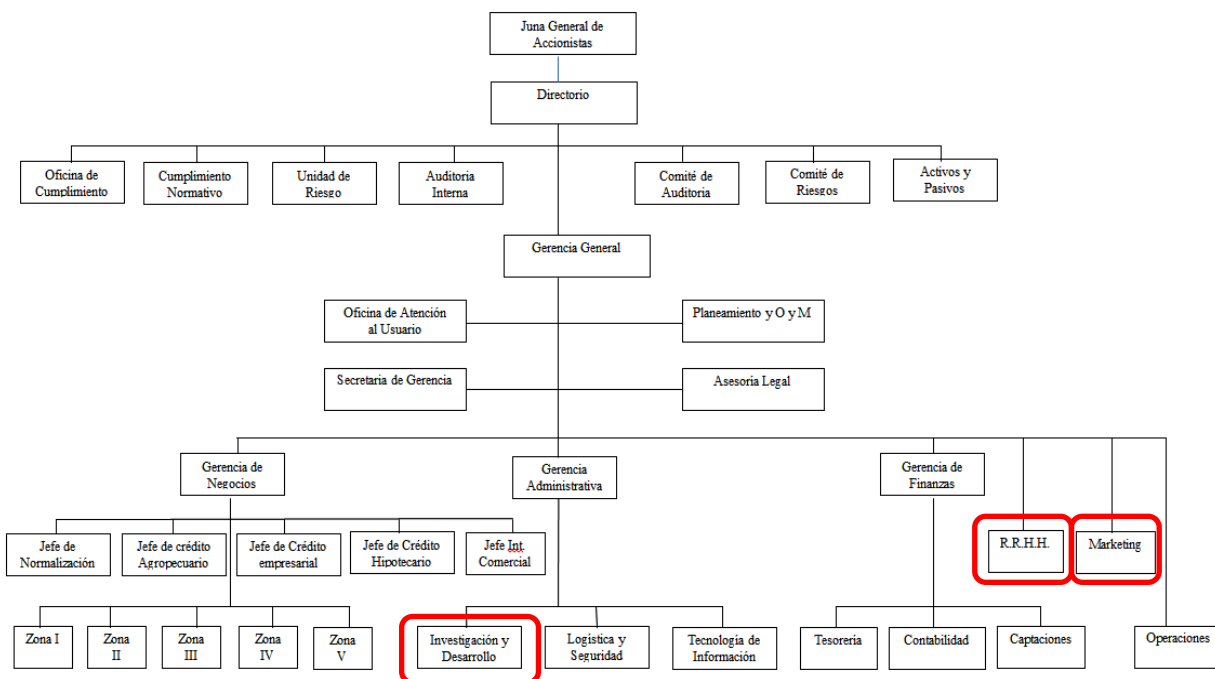 Juna General de
Accionistas
Directorio
Oficina de
Cumplimiento
Cumplimiento
Normativo
Unidad de
Riesgo
Auditoria
Interna
Comité de
Auditoria
Comité de
Riesgos
Activos y
Pasivos
Gerencia General
Oficina de Atención
al Usuario
Planeamiento y O y M
Secretaria de Gerencia
Asesoría Legal
Gerencia de
Negocios
Gerencia
Administrativa
Gerencia de
Finanzas
R.R.H.H.
Marketing
Jefe de
Normalización
Jefe de crédito
Agropecuario
Jefe de Crédito
empresarial
Jefe de Crédito
Hipotecario
Jefe Int.
Comercial
Zona I
Zona
II
Zona
III
Zona
IV
Zona
V
Investigación y
Desarrollo
Logística y
Seguridad
Tecnología de
Información
Tesorería
Contabilidad
Captaciones
Operaciones